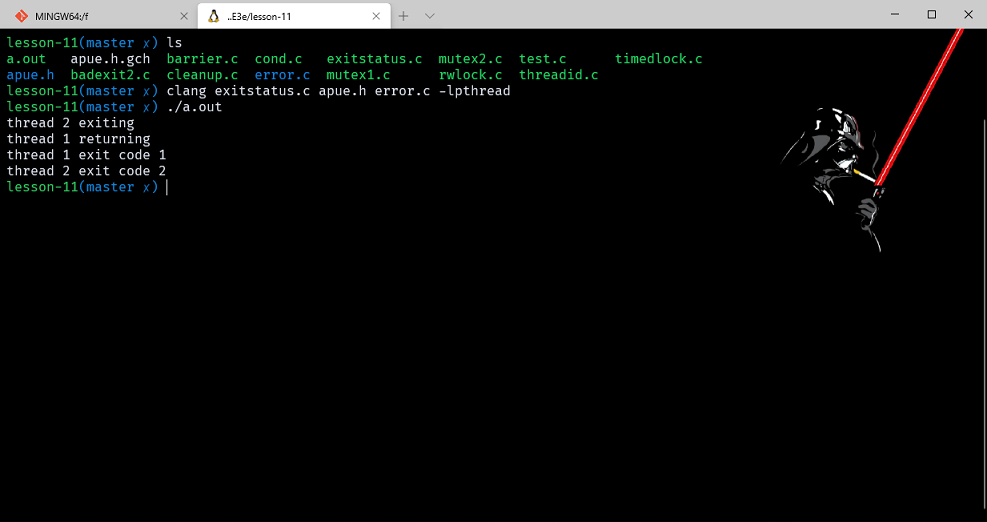 MINGW64:/f
..E3e/lesson-11
lesson-11(master x) ls
a.out apue.h.gch barrier.c cond.c exitstatus.c mutex2.c test.c timedlock.c
apue.h badexit2.c cleanup.c error.c mutex1.c rwlock.c threadid.c
lesson-11(master x) clang exitstatus.c apue.h error.c -lpthread
lesson-11(master x) ./a.out
thread 2 exiting
thread 1 returning
thread 1 exit code 1
thread 2 exit code 2
lesson-11(master x)